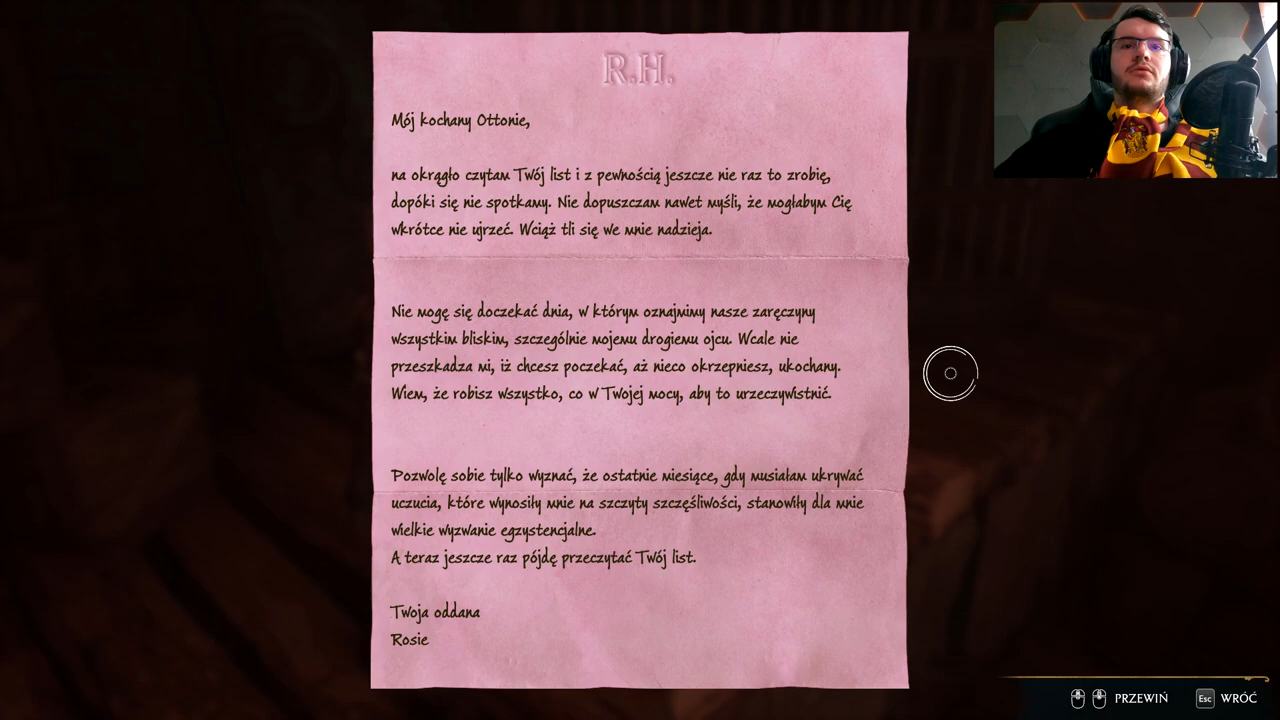 R.H.
Mój kochany Ottonie,
na okrągło czytam Twój list i z pewnością jeszcze nie raz to zrobię,
dopóki się nie spotkamy. Nie dopuszczam nawet myśli, że mogłabym Cię
wkrótce nie ujrzeć. Wciąż tli się we mnie nadzieja.
Nie mogę się doczekać dnia, w którym oznajmimy nasze zaręczyny
wszystkim bliskim, szczególnie mojemu drogiemu ojcu. Wcale nie
przeszkadza mi, iż chcesz poczekać, aż nieco okrzepniesz, ukochany.
Wiem, że robisz wszystko, co w Twojej mocy, aby to urzeczywistnić.
Pozwolę sobie tylko wyznać, że ostatnie miesiące, gdy musiałam ukrywać
uczucia, które wynosiły mnie na szczyty szczęśliwości, stanowiły dla mnie
wielkie wyzwanie egzystencjalne.
A teraz jeszcze raz pójdę przeczytać Twój list.
Twoja oddana
Rosie
PRZEWIŃ
Esc WRÓĆ